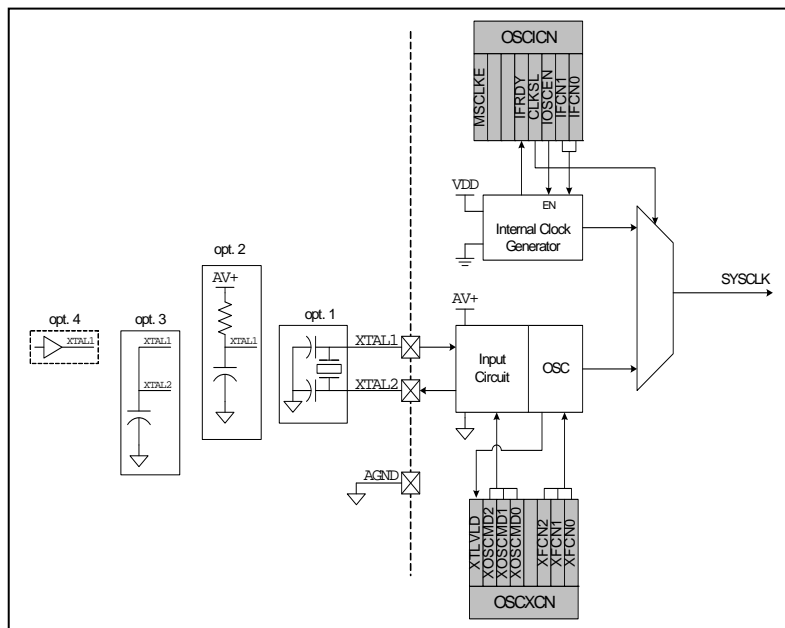 OSCICN
MSCLKE
IFRDY
CLKSL
IOSCEN
IFCN1
IFCN0
VDD
EN
Internal Clock
Generator
opt. 2
AV+
XTAL1
opt. 4
XTAL1
opt. 3
XTAL1
XTAL2
opt. 1
XTAL1
XTAL2
AV+
Input
Circuit
OSC
SYSCLK
AGND
XTLVLD
XOSCMD2
XOSCMD1
XOSCMD0
XFCN2
XFCN1
XFCN0
OSCXCN